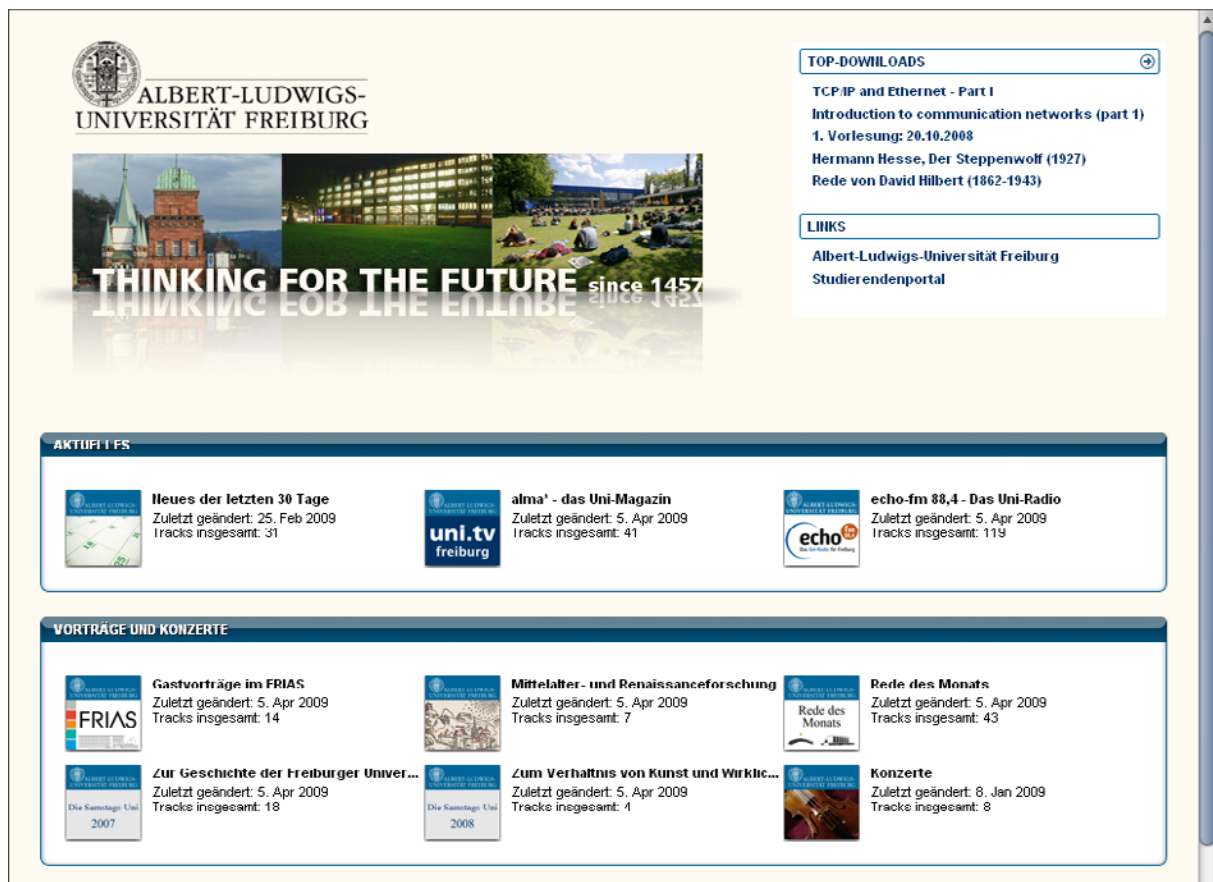 ALBERT-LUDWIGS-
UNIVERSITÄT FREIBURG
THINKING FOR THE FUTURE since 1457
TOP-DOWNLOADS
TCP/IP and Ethernet - Part I
Introduction to communication networks (part 1)
1. Vorlesung: 20.10.2008
Hermann Hesse, Der Steppenwolf (1927)
Rede von David Hilbert (1862-1943)
LINKS
Albert-Ludwigs-Universität Freiburg
Studierendenportal
AKTUELLES
Neues der letzten 30 Tage
Zuletzt geändert: 25. Feb 2009
Tracks insgesamt: 31
uni.tv
freiburg
alma* - das Uni-Magazin
Zuletzt geändert: 5. Apr 2009
Tracks insgesamt: 41
echo fm
Das Uni-Radio für Freiburg
echo-fm 88,4 - Das Uni-Radio
Zuletzt geändert: 5. Apr 2009
Tracks insgesamt: 119
VORTRÄGE UND KONZERTE
FRIAS
Gastvorträge im FRIAS
Zuletzt geändert: 5. Apr 2009
Tracks insgesamt: 14
Mittelalter- und Renaissanceforschung
Zuletzt geändert: 5. Apr 2009
Tracks insgesamt: 7
Rede des
Monats
Rede des Monats
Zuletzt geändert: 5. Apr 2009
Tracks insgesamt: 43
Die Samstags Uni
2007
Zur Geschichte der Freiburger Univer...
Zuletzt geändert: 5. Apr 2009
Tracks insgesamt: 18
Die Samstags Uni
2008
Zum Verhältnis von Kunst und Wirklic...
Zuletzt geändert: 5. Apr 2009
Tracks insgesamt: 4
Konzerte
Zuletzt geändert: 8. Jan 2009
Tracks insgesamt: 8